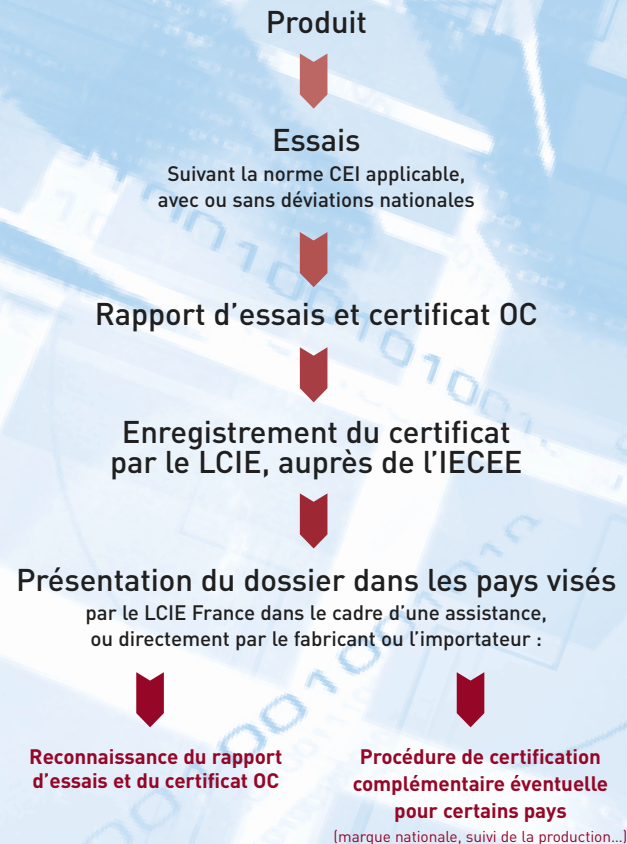 Produit
Essais
Suivant la norme CEI applicable,
avec ou sans déviations nationales
Rapport d'essais et certificat OC
Enregistrement du certificat
par le LCIE, auprès de l'IECEE
Présentation du dossier dans les pays visés
par le LCIE France dans le cadre d'une assistance,
ou directement par le fabricant ou l'importateur :
Reconnaissance du rapport
d'essais et du certificat OC
Procédure de certification
complémentaire éventuelle
pour certains pays
(marque nationale, suivi de la production...)